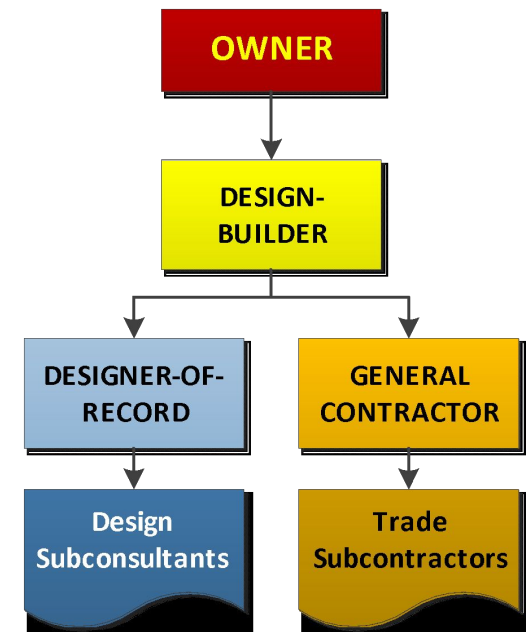 OWNER
DESIGN-
BUILDER
DESIGNER-OF-
RECORD
GENERAL
CONTRACTOR
Design
Subconsultants
Trade
Subcontractors